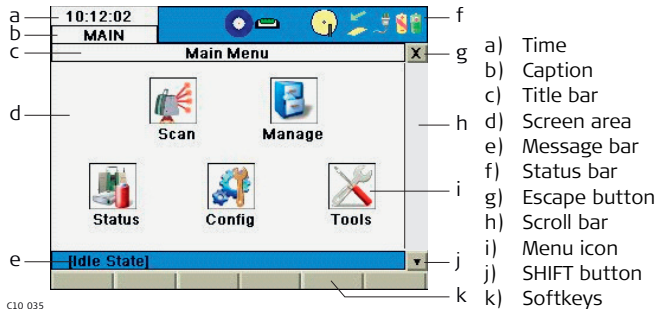 a 10:12:02 f
b MAIN
c Main Menu X g
a) Time
b) Caption
c) Title bar
d) Screen area
e) Message bar
f) Status bar
g) Escape button
h) Scroll bar
i) Menu icon
j) SHIFT button
k) Softkeys
d h
Scan Manage
i
Status Config Tools
e [Idle State] j
k
C10 035